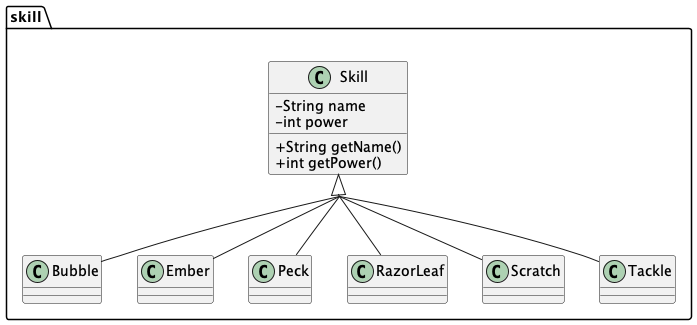 skill
C Skill
-String name
-int power
+String getName()
+int getPower()
C Bubble
C Ember
C Peck
C RazorLeaf
C Scratch
C Tackle